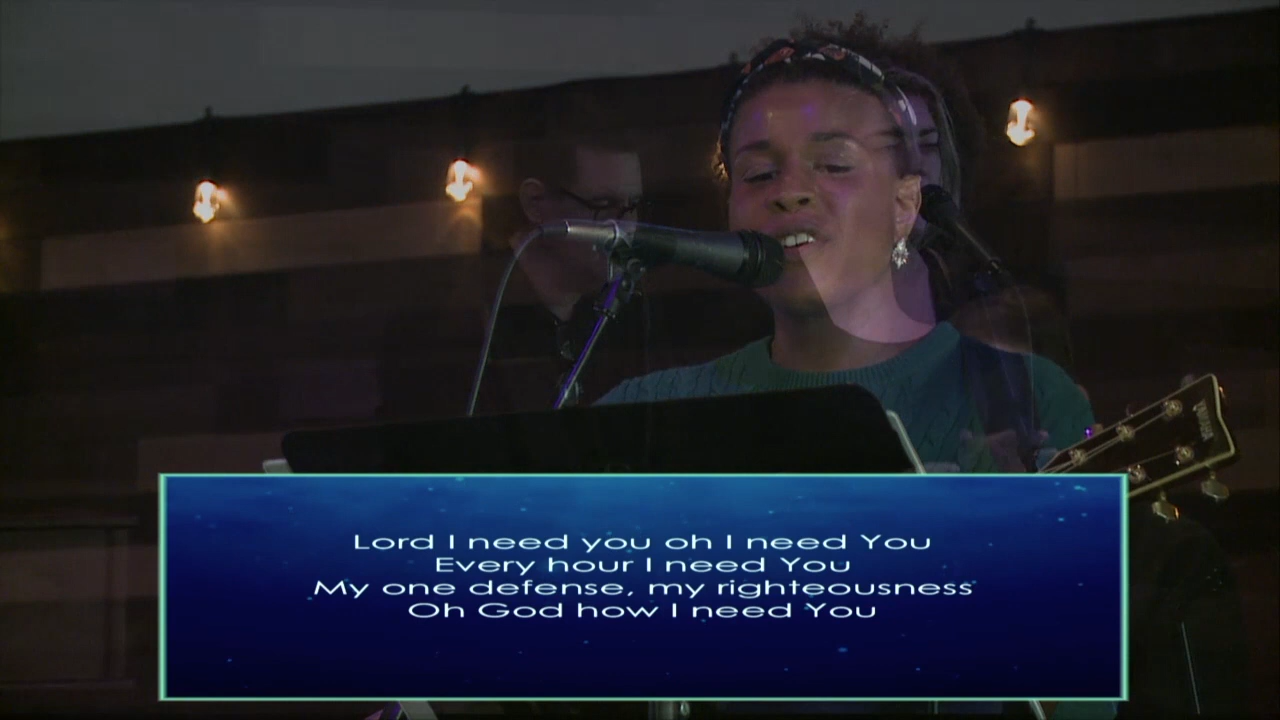 Lord I need you oh I need You
Every hour I need You
My one defense, my righteousness
Oh God how I need You